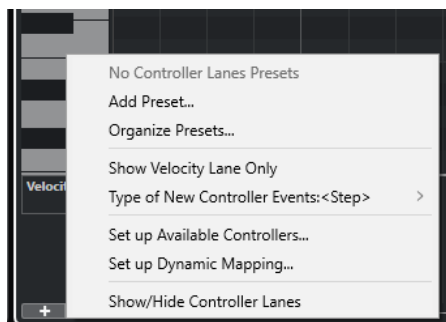 No Controller Lanes Presets
Add Preset...
Organize Presets...
Show Velocity Lane Only
Type of New Controller Events:<Step>
Set up Available Controllers...
Set up Dynamic Mapping...
Show/Hide Controller Lanes